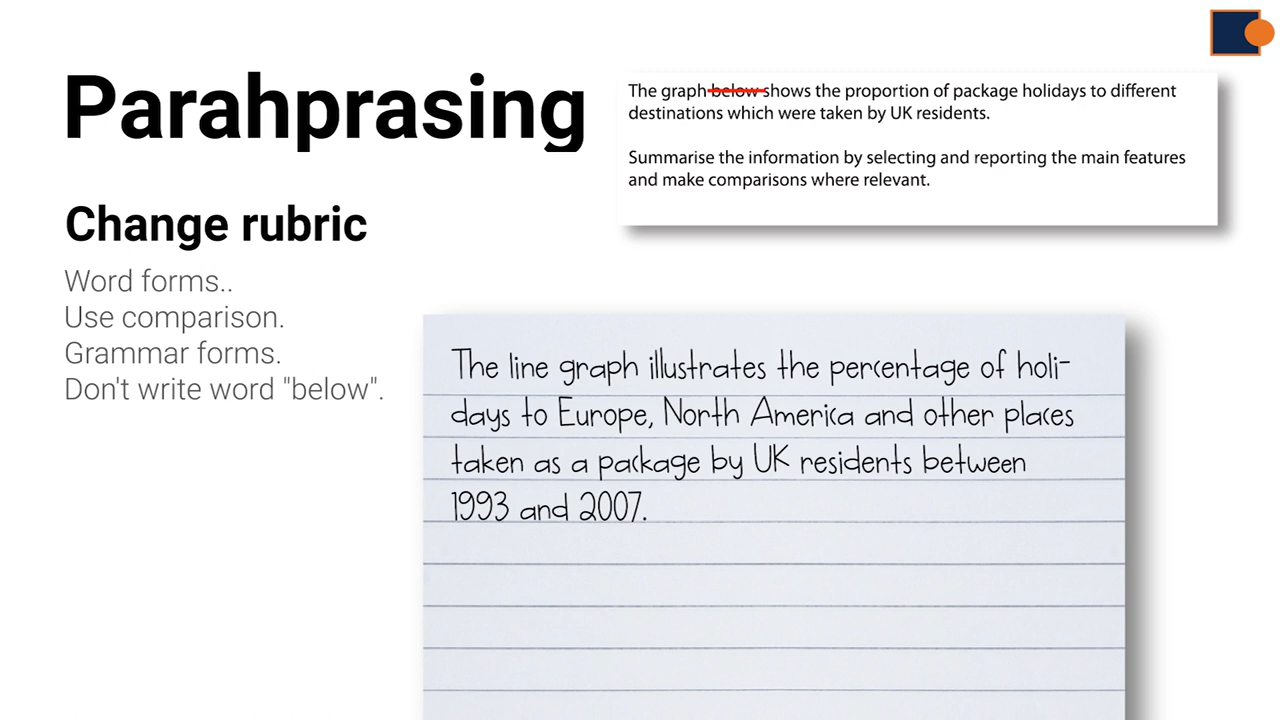 Parahprasing
The graph below shows the proportion of package holidays to different
destinations which were taken by UK residents.
Summarise the information by selecting and reporting the main features
and make comparisons where relevant.
Change rubric
Word forms..
Use comparison.
Grammar forms.
Don't write word "below".
The line graph illustrates the percentage of holi-
days to Europe, North America and other places
taken as a package by UK residents between
1993 and 2007.